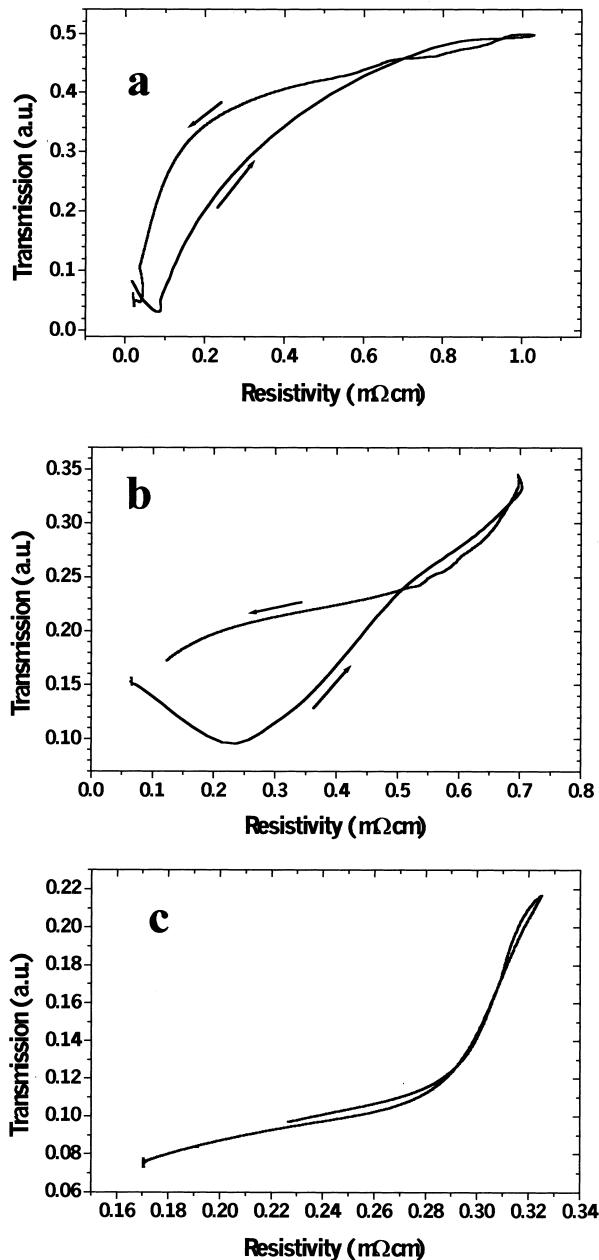 a
0.5
0.4
0.3
0.2
0.1
0.0
Transmission (a.u.)
0.0 0.2 0.4 0.6 0.8 1.0
Resistivity (mΩcm)
b
0.35
0.30
0.25
0.20
0.15
0.10
Transmission (a.u.)
0.0 0.1 0.2 0.3 0.4 0.5 0.6 0.7 0.8
Resistivity (mΩcm)
c
0.22
0.20
0.18
0.16
0.14
0.12
0.10
0.08
0.06
Transmission (a.u.)
0.16 0.18 0.20 0.22 0.24 0.26 0.28 0.30 0.32 0.34
Resistivity (mΩcm)